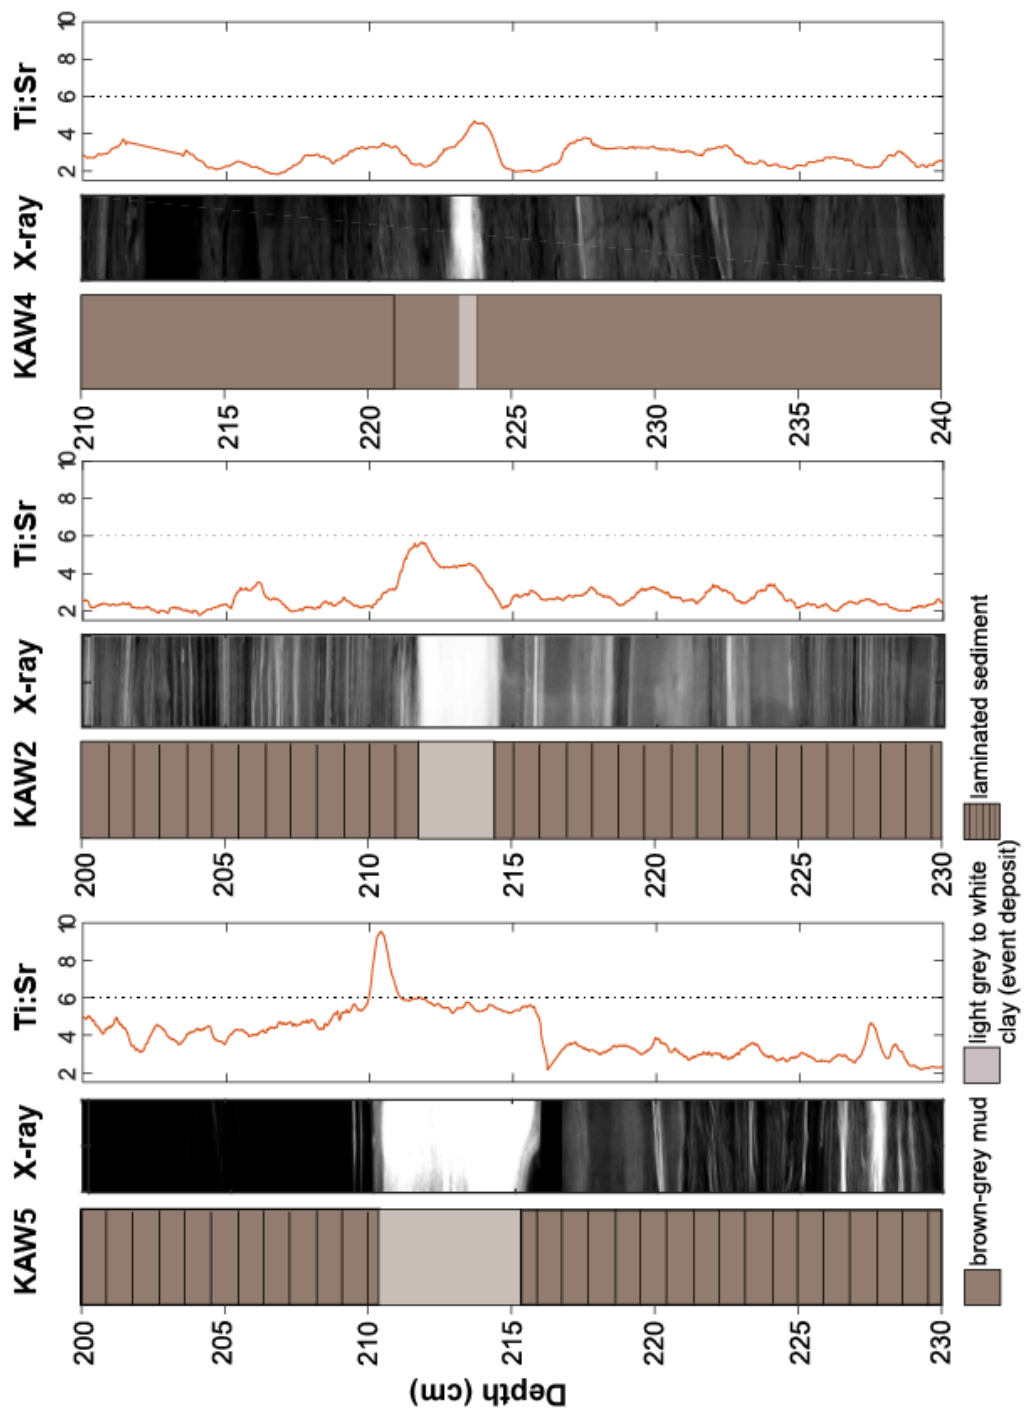 KAW5 X-ray Ti:Sr KAW2 X-ray Ti:Sr KAW4 X-ray Ti:Sr
2 4 6 8 10 2 4 6 8 10 2 4 6 8 10
200 200 210
205 205 215
210 210 220
215 215 225
220 220 230
225 225 235
230 230 240
Depth (cm)
brown-grey mud light grey to white laminated sediment
clay (event deposit)